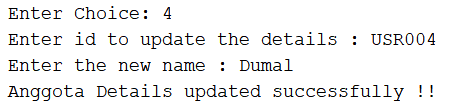 Enter Choice: 4
Enter id to update the details : USR004
Enter the new name : Dumal
Anggota Details updated successfully !!